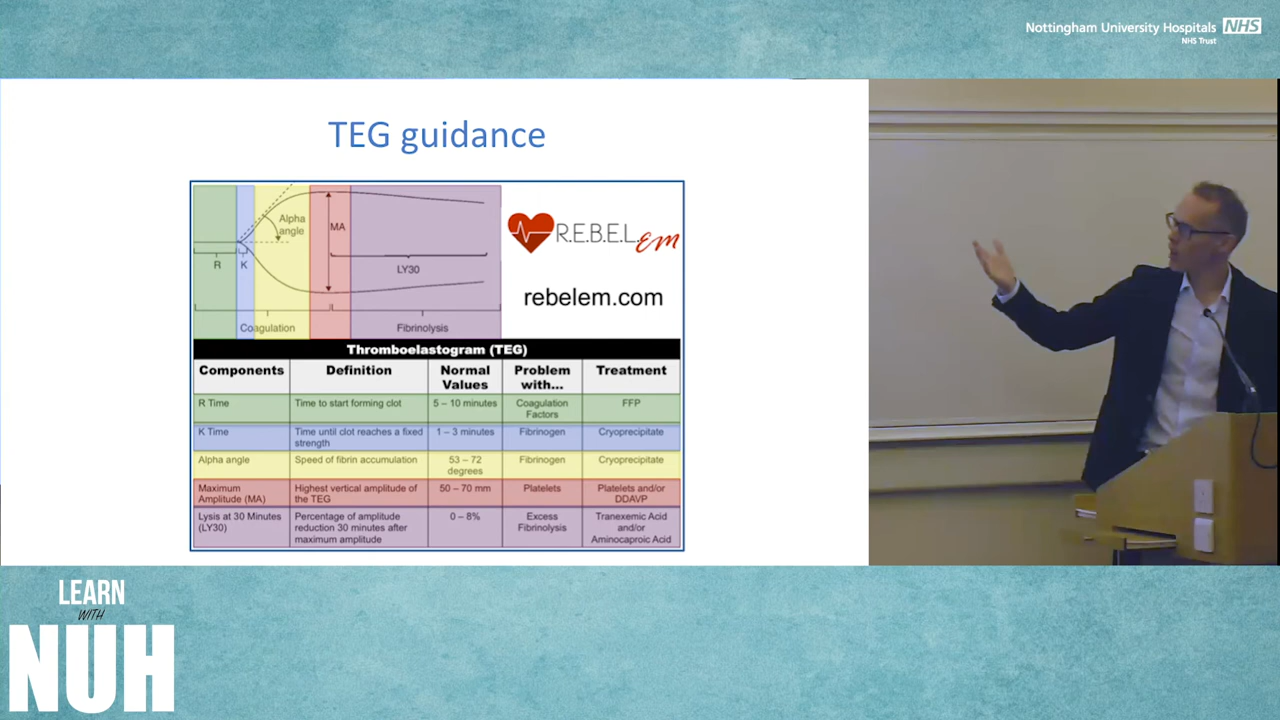 Nottingham University Hospitals NHS
NHS Trust
TEG guidance
Alpha
angle
MA
R
K
LY30
Coagulation
Fibrinolysis
R.E.B.E.L.EM
rebelem.com
Thromboelastogram (TEG)
Components Definition Normal Values Problem with... Treatment
R Time Time to start forming clot 5 – 10 minutes Coagulation Factors FFP
K Time Time until clot reaches a fixed strength 1 – 3 minutes Fibrinogen Cryoprecipitate
Alpha angle Speed of fibrin accumulation 53 – 72 degrees Fibrinogen Cryoprecipitate
Maximum Amplitude (MA) Highest vertical amplitude of the TEG 50 – 70 mm Platelets Platelets and/or DDAVP
Lysis at 30 Minutes (LY30) Percentage of amplitude reduction 30 minutes after maximum amplitude 0 – 8% Excess Fibrinolysis Tranexemic Acid and/or Aminocaproic Acid
LEARN
WITH
NUH